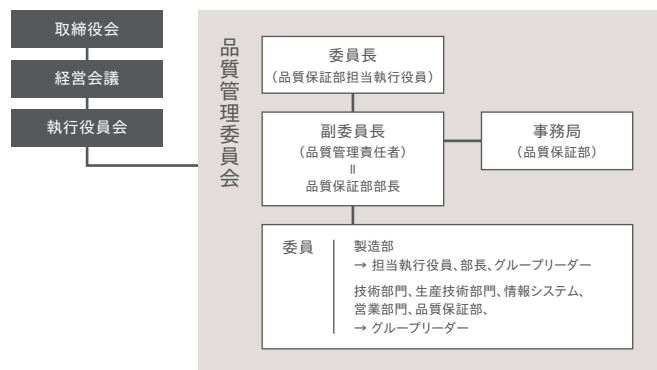 取締役会
経営会議
執行役員会
品質管理委員会
委員長
（品質保証部担当執行役員）
副委員長
（品質管理責任者）
＝
品質保証部部長
事務局
（品質保証部）
委員
製造部
→ 担当執行役員、部長、グループリーダー
技術部門、生産技術部門、情報システム、
営業部門、品質保証部、
→ グループリーダー